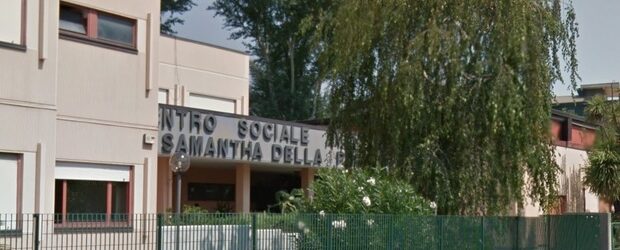 NTRO SOCIALE
SAMANTHA DELLA